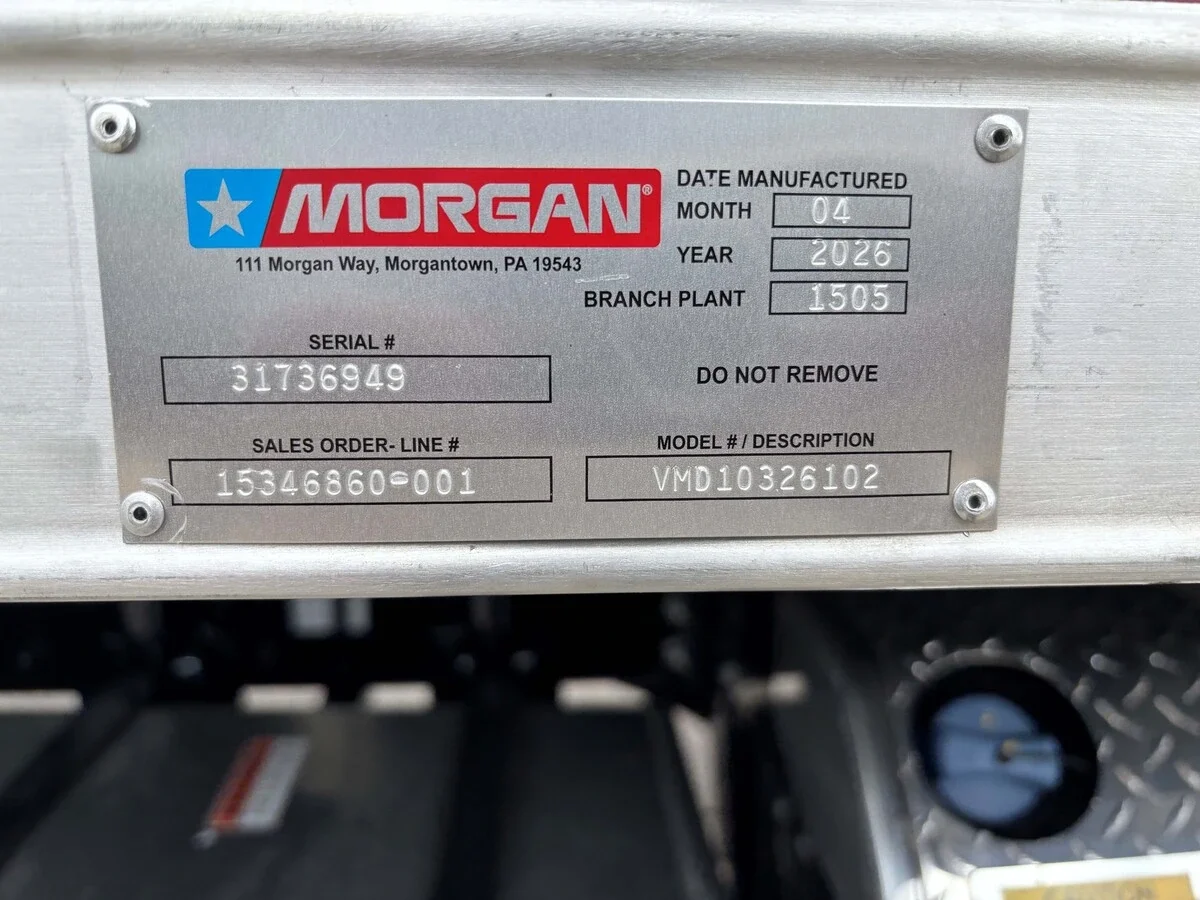 MORGAN®
111 Morgan Way, Morgantown, PA 19543
DATE MANUFACTURED
MONTH 04
YEAR 2026
BRANCH PLANT 1505
SERIAL #
31736949
DO NOT REMOVE
SALES ORDER- LINE #
15346860-001
MODEL # / DESCRIPTION
VMD10326102